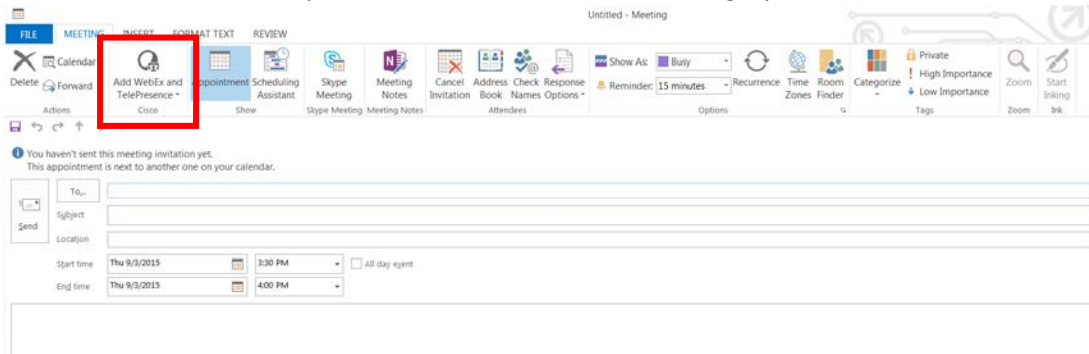 Untitled - Meeting
FILE MEETING INSERT FORMAT TEXT REVIEW
Delete
Calendar
Forward
Actions
Add WebEx and
TelePresence
Cisco
Appointment
Scheduling
Assistant
Show
Skype
Meeting
Skype Meeting
Meeting
Notes
Meeting Notes
Cancel
Invitation
Address
Book
Check
Names
Response
Options
Attendees
Show As: Busy
Reminder: 15 minutes
Recurrence
Time
Zones
Room
Finder
Options
Categorize
Private
High Importance
Low Importance
Tags
Zoom
Zoom
Start
Inking
Ink
You haven't sent this meeting invitation yet.
This appointment is next to another one on your calendar.
Send
To...
Subject
Location
Start time Thu 9/3/2015 3:30 PM All day event
End time Thu 9/3/2015 4:00 PM